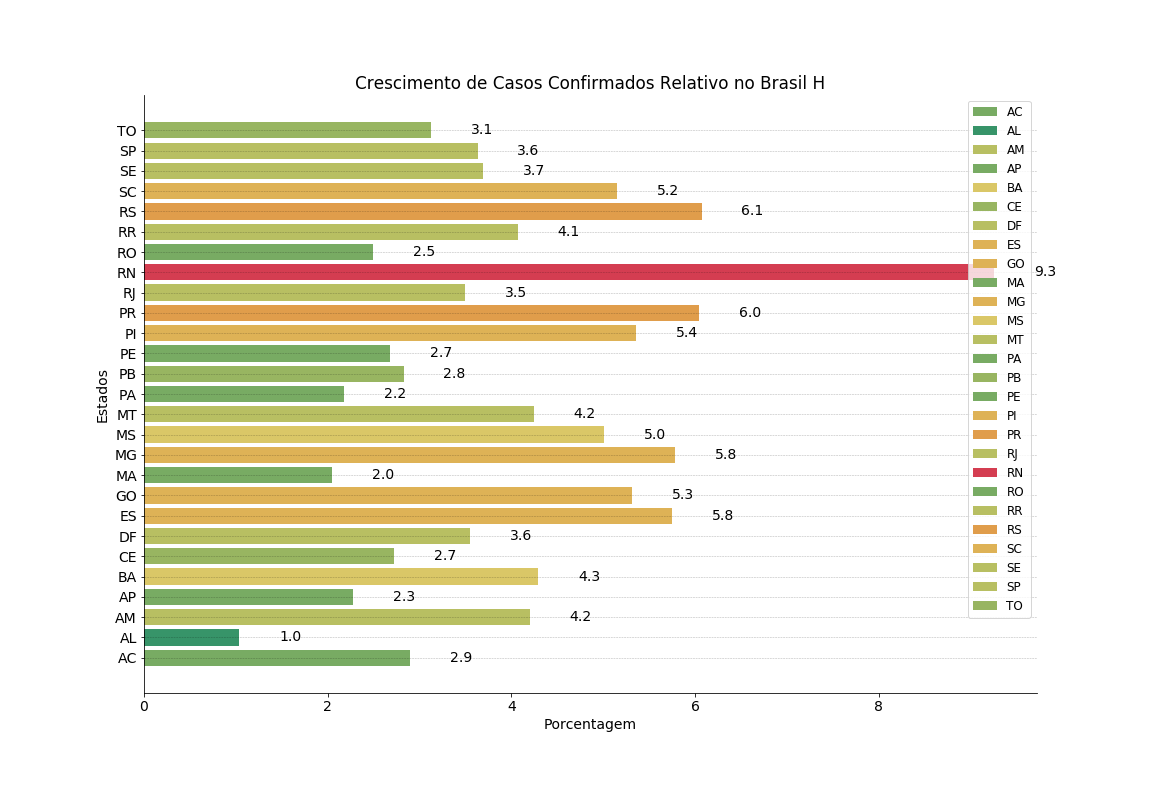 Crescimento de Casos Confirmados Relativo no Brasil H
TO 3.1
SP 3.6
SE 3.7
SC 5.2
RS 6.1
RR 4.1
RO 2.5
RN 9.3
RJ 3.5
PR 6.0
PI 5.4
PE 2.7
PB 2.8
PA 2.2
MT 4.2
MS 5.0
MG 5.8
MA 2.0
GO 5.3
ES 5.8
DF 3.6
CE 2.7
BA 4.3
AP 2.3
AM 4.2
AL 1.0
AC 2.9
Estados
0 2 4 6 8
Porcentagem
AC
AL
AM
AP
BA
CE
DF
ES
GO
MA
MG
MS
MT
PA
PB
PE
PI
PR
RJ
RN
RO
RR
RS
SC
SE
SP
TO